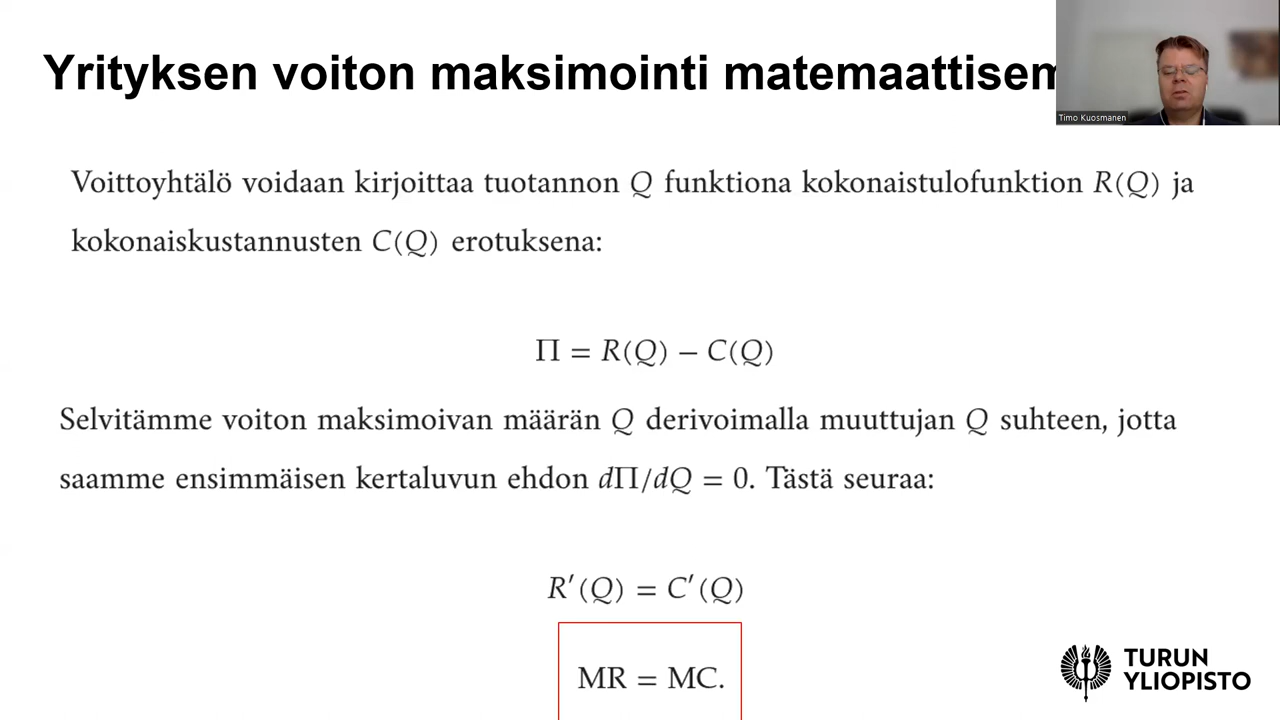 Yrityksen voiton maksimointi matemaattisem
Timo Kuosmanen
Voittoyhtälö voidaan kirjoittaa tuotannon Q funktiona kokonaistulofunktion R(Q) ja
kokonaiskustannusten C(Q) erotuksena:
Π = R(Q) − C(Q)
Selvitämme voiton maksimoivan määrän Q derivoimalla muuttujan Q suhteen, jotta
saamme ensimmäisen kertaluvun ehdon dΠ/dQ = 0. Tästä seuraa:
R′(Q) = C′(Q)
MR = MC.
TURUN
YLIOPISTO